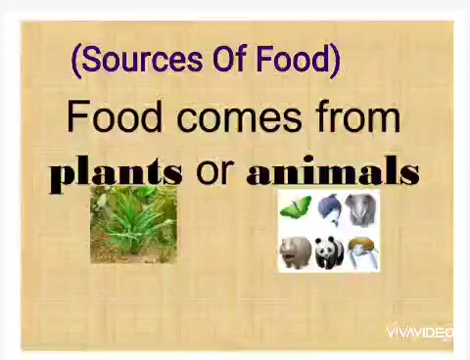 (Sources Of Food)
Food comes from
plants or animals
VIVAVIDEO